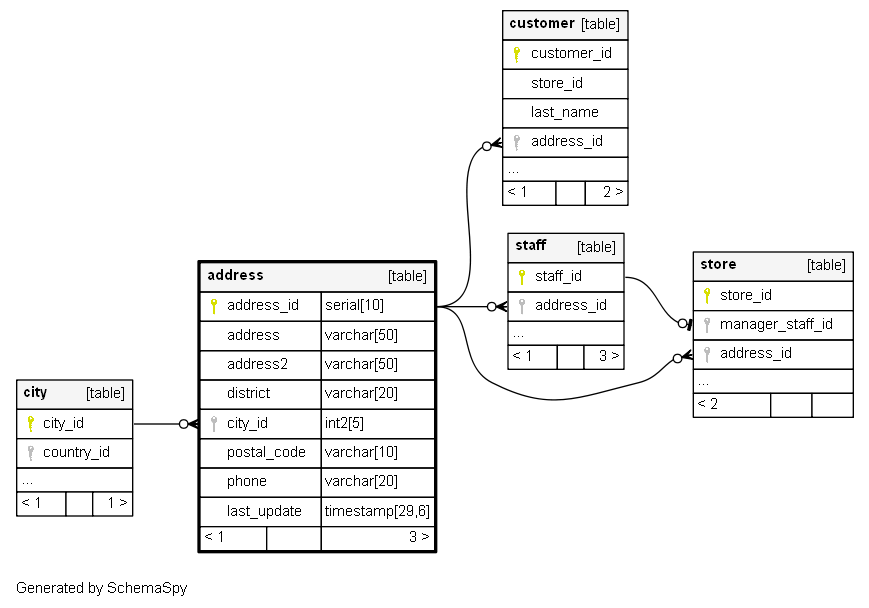 customer [table]
customer_id
store_id
last_name
address_id
...
< 1 2 >
staff [table]
staff_id
address_id
...
< 1 3 >
store [table]
store_id
manager_staff_id
address_id
...
< 2
address [table]
address_id serial[10]
address varchar[50]
address2 varchar[50]
district varchar[20]
city_id int2[5]
postal_code varchar[10]
phone varchar[20]
last_update timestamp[29,6]
< 1 3 >
city [table]
city_id
country_id
...
< 1 1 >
Generated by SchemaSpy